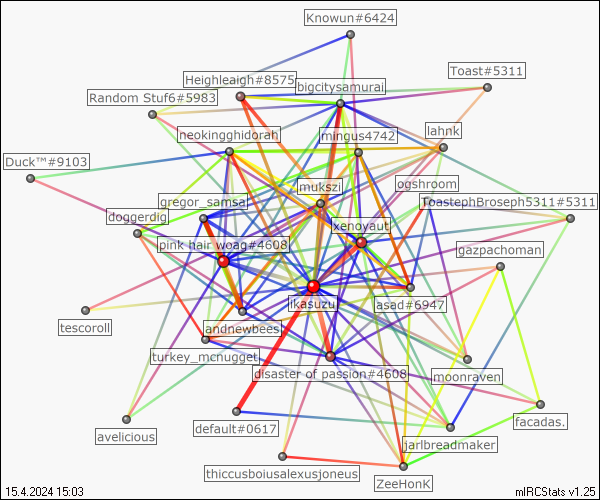 Knowun#6424
Toast#5311
Heighleaigh#8575
bigcitysamurai
Random Stuf6#5983
neokingghidorah
mingus4742
lahnk
Duck™#9103
mukszi
ogshroom
gregor_samsa
ToastephBroseph5311#5311
doggerdig
xenoyaut
pink hair woag#4608
gazpachoman
ikasuzu
asad#6947
tescoroll
andnewbees
turkey_mcnugget
disaster of passion#4608
moonraven
avelicious
default#0617
facadas.
jarlbreadmaker
thiccusboiusalexusjoneus
ZeeHonK
15.4.2024 15:03
mIRCStats v1.25